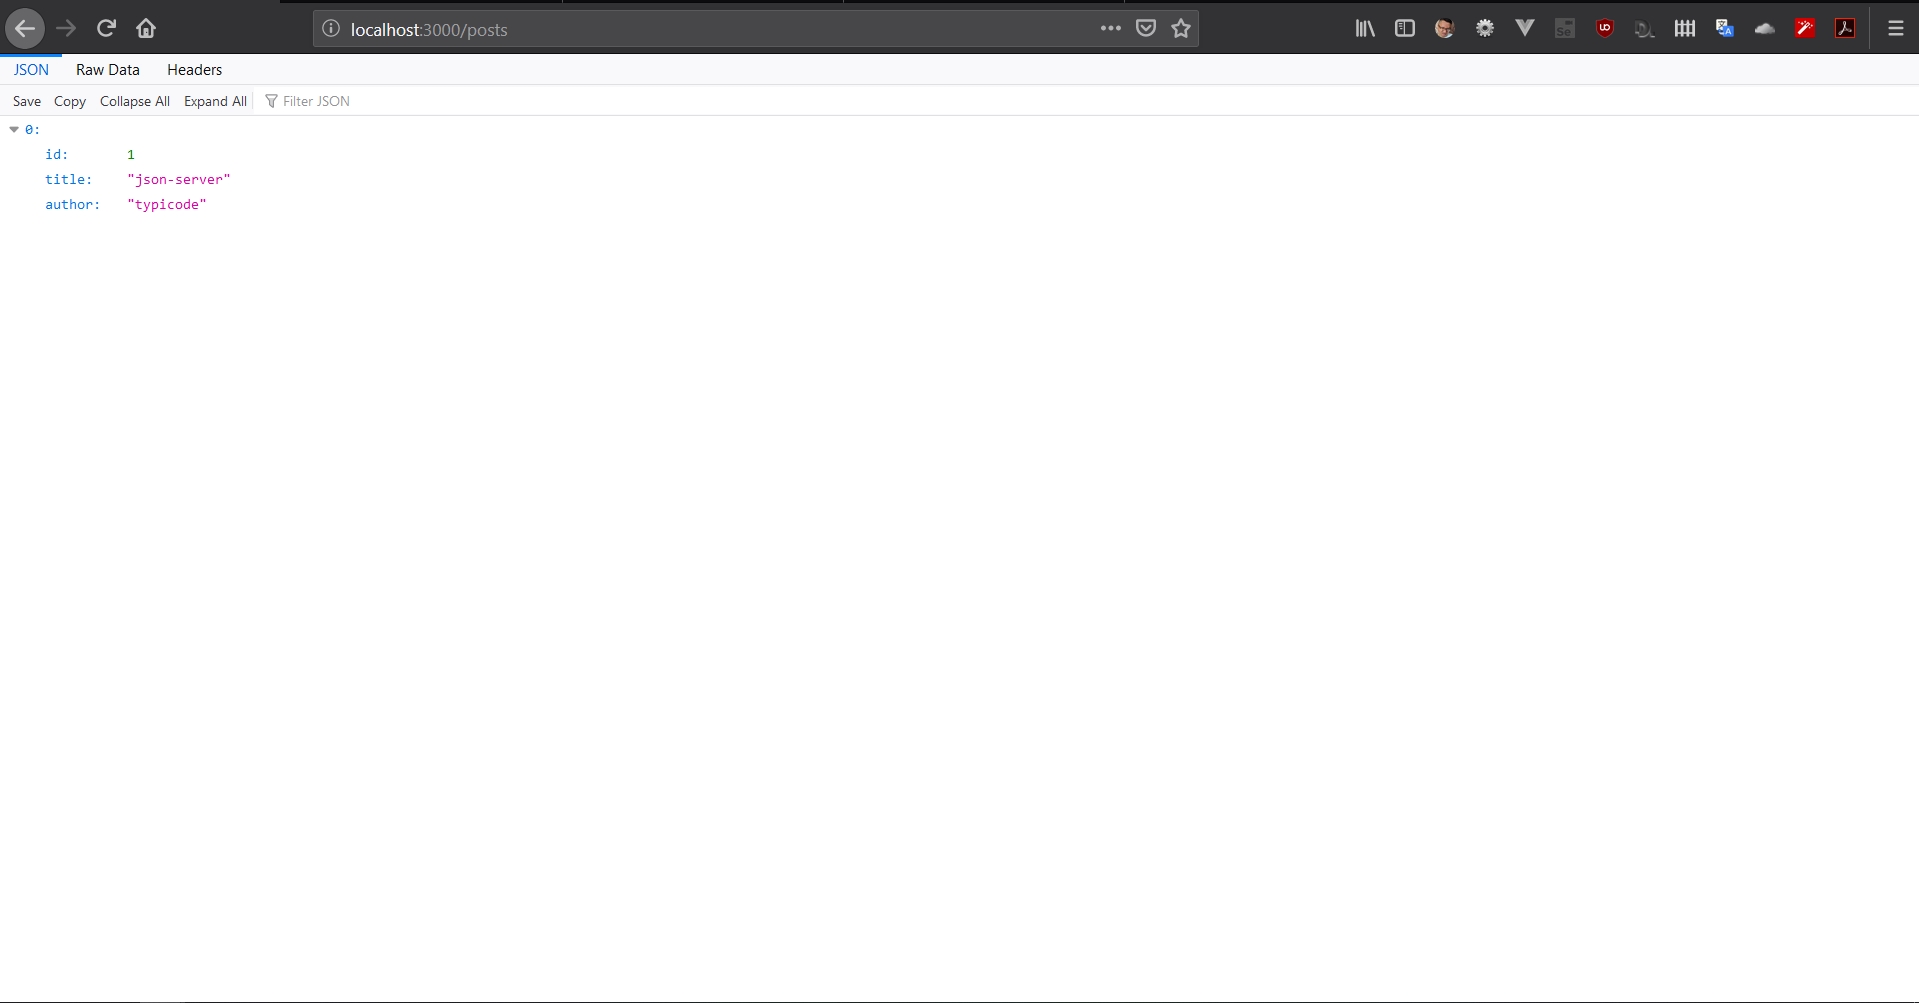 localhost:3000/posts
JSON Raw Data Headers
Save Copy Collapse All Expand All Filter JSON
0:
id: 1
title: "json-server"
author: "typicode"